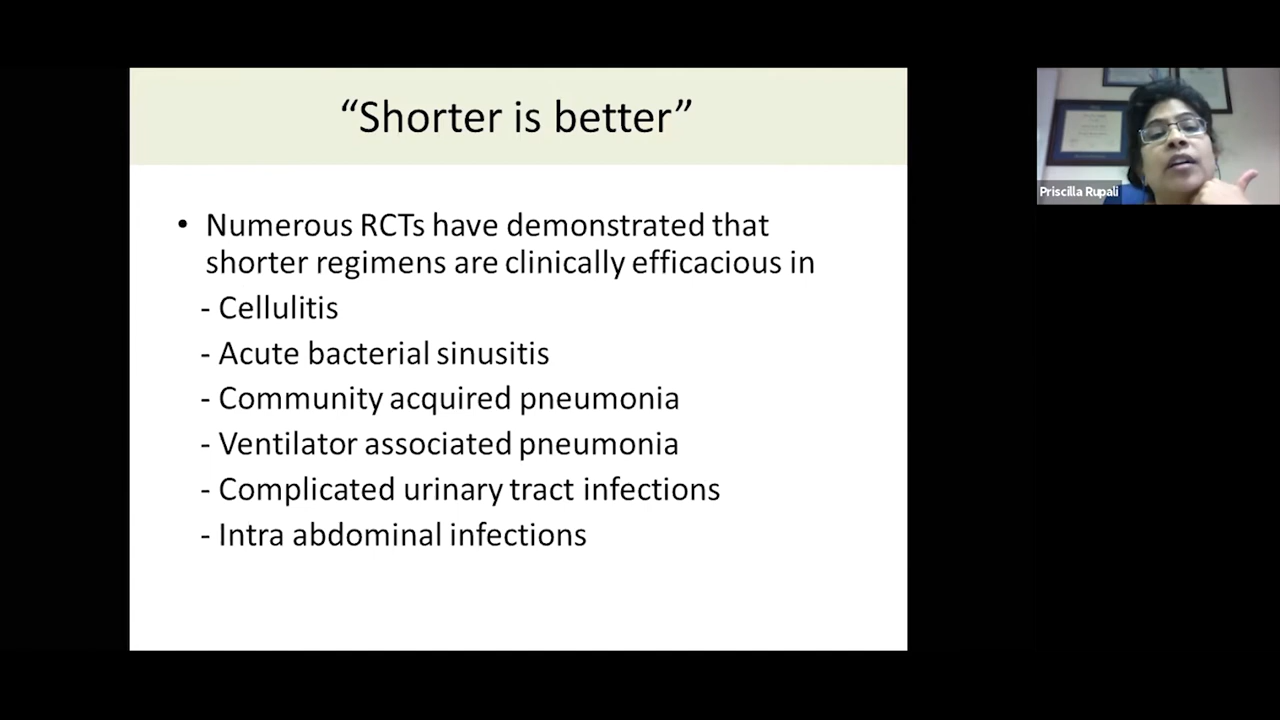 “Shorter is better”
• Numerous RCTs have demonstrated that
shorter regimens are clinically efficacious in
- Cellulitis
- Acute bacterial sinusitis
- Community acquired pneumonia
- Ventilator associated pneumonia
- Complicated urinary tract infections
- Intra abdominal infections
Priscilla Rupali